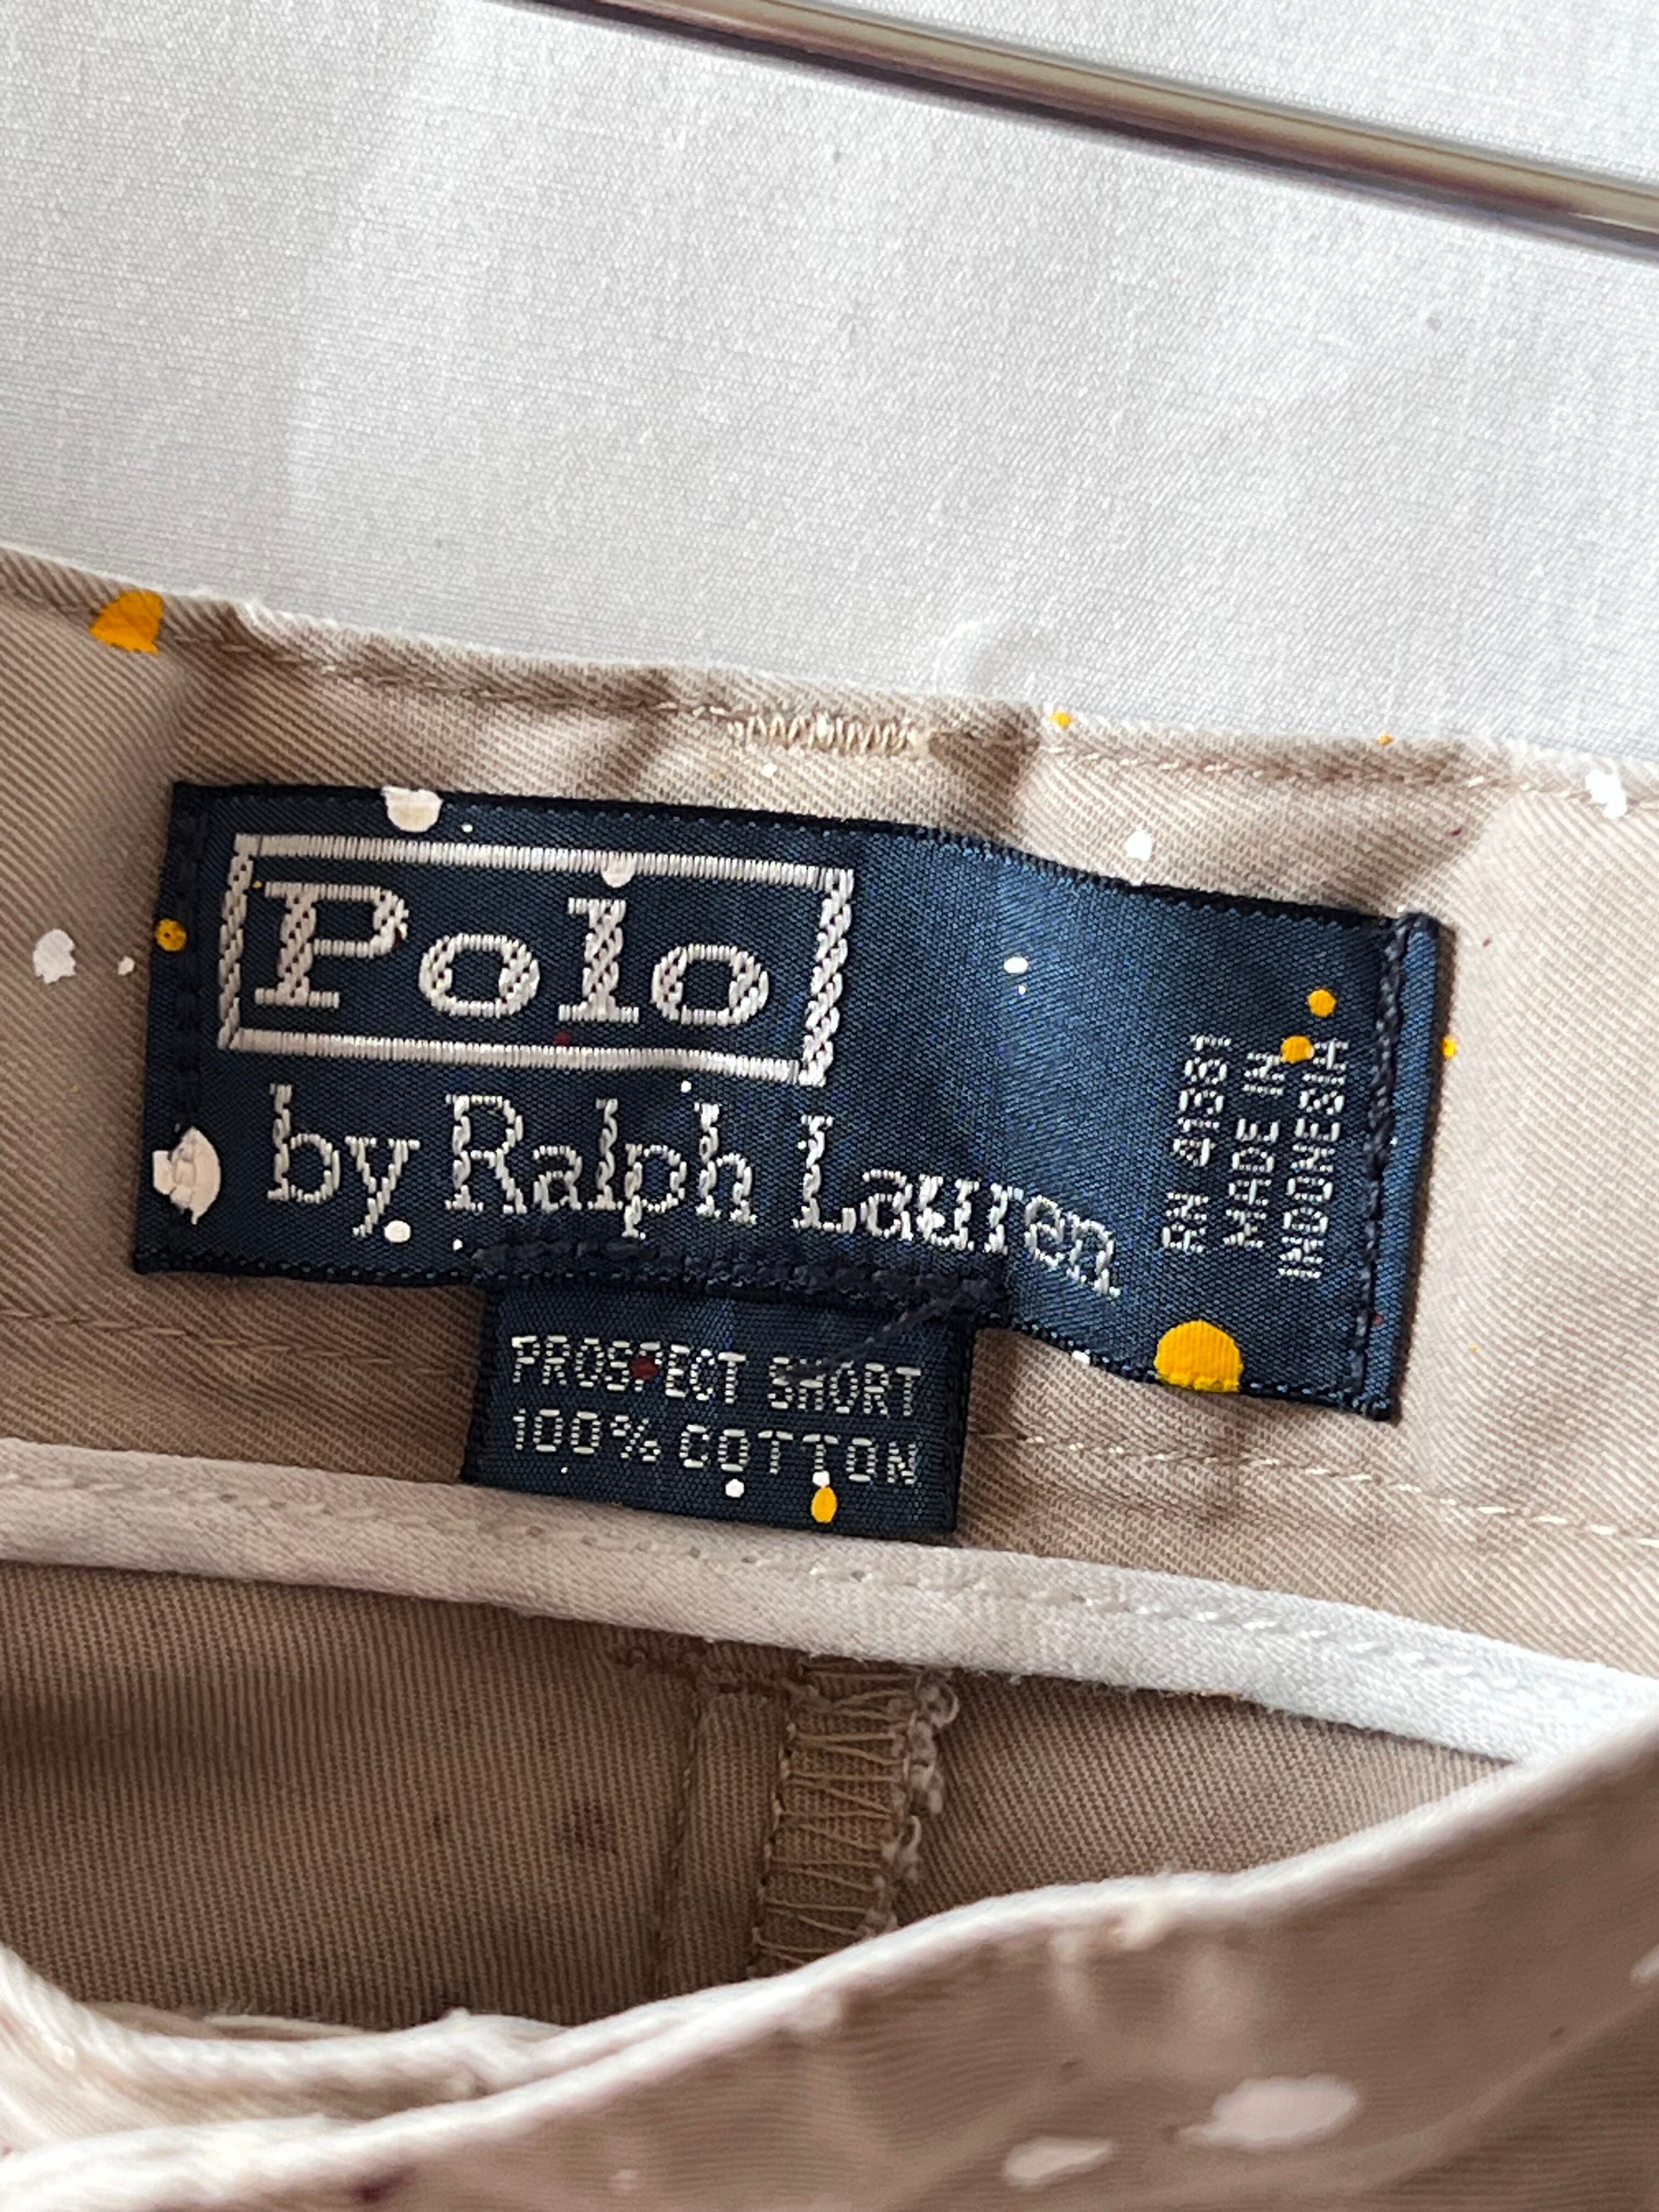 Polo
by Ralph Lauren
RN 41381
MADE IN
INDONESIA
PROSPECT SHORT
100% COTTON